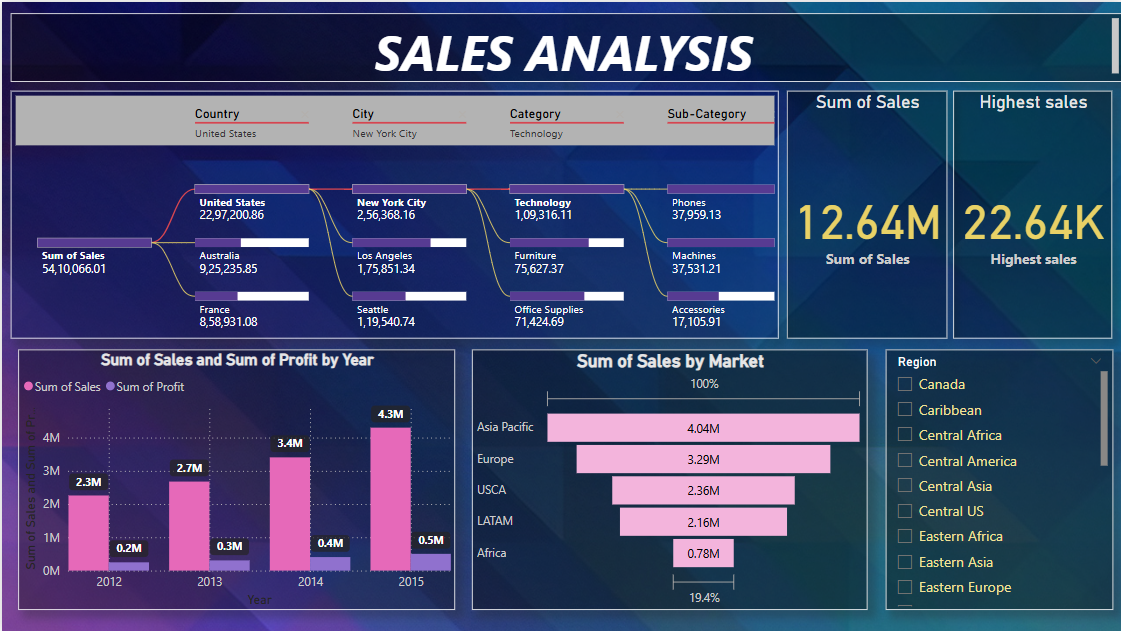 SALES ANALYSIS
Country
City
Category
Sub-Category
United States
New York City
Technology
Sum of Sales
54,10,066.01
United States
22,97,200.86
Australia
9,25,235.85
France
8,58,931.08
New York City
2,56,368.16
Los Angeles
1,75,851.34
Seattle
1,19,540.74
Technology
1,09,316.11
Furniture
75,627.37
Office Supplies
71,424.69
Phones
37,959.13
Machines
37,531.21
Accessories
17,105.91
Sum of Sales
12.64M
Sum of Sales
Highest sales
22.64K
Highest sales
Sum of Sales and Sum of Profit by Year
Sum of Sales Sum of Profit
Sum of Sales and Sum of Pr...
4M
3M
2M
1M
0M
2.3M
0.2M
2.7M
0.3M
3.4M
0.4M
4.3M
0.5M
2012
2013
2014
2015
Year
Sum of Sales by Market
100%
Asia Pacific 4.04M
Europe 3.29M
USCA 2.36M
LATAM 2.16M
Africa 0.78M
19.4%
Region
Canada
Caribbean
Central Africa
Central America
Central Asia
Central US
Eastern Africa
Eastern Asia
Eastern Europe